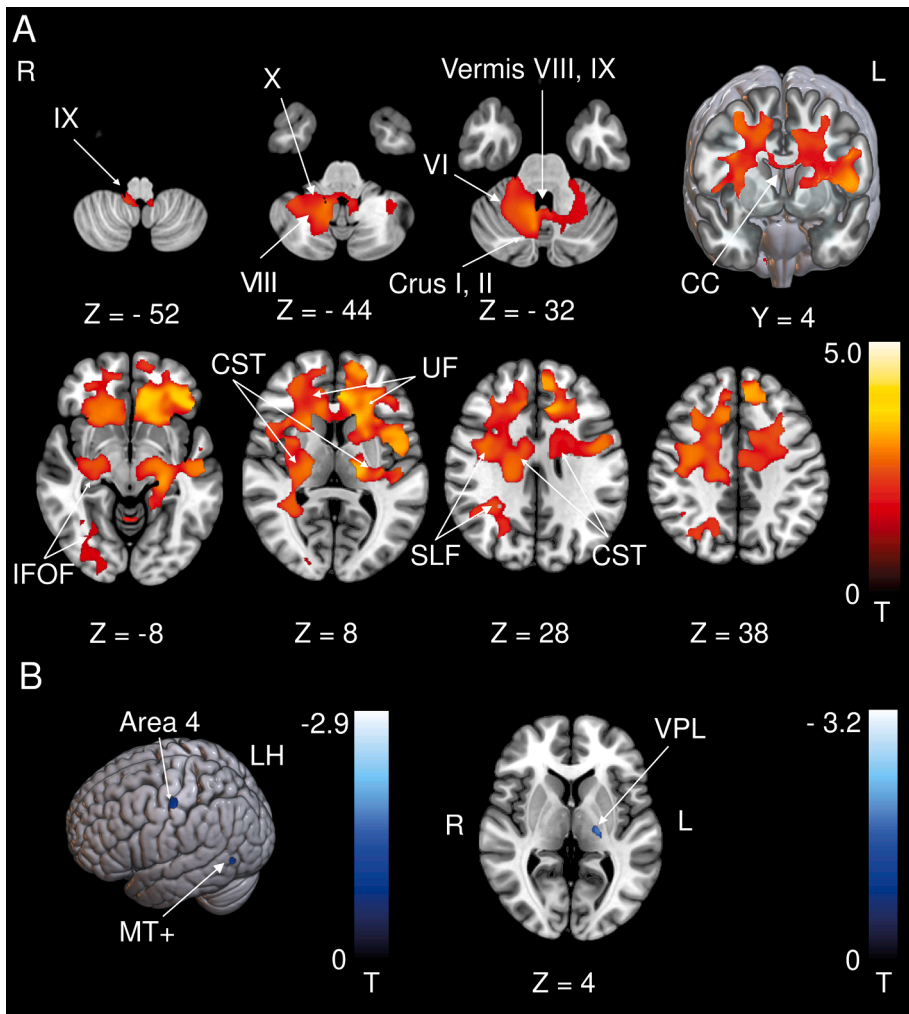 A
R
L
IX
X
Vermis VIII, IX
VI
VIII
Crus I, II
CC
Z = - 52
Z = - 44
Z = - 32
Y = 4
CST
UF
5.0
IFOF
SLF
CST
0
T
Z = -8
Z = 8
Z = 28
Z = 38
B
Area 4
LH
-2.9
VPL
- 3.2
R
L
MT+
0
T
0
T
Z = 4